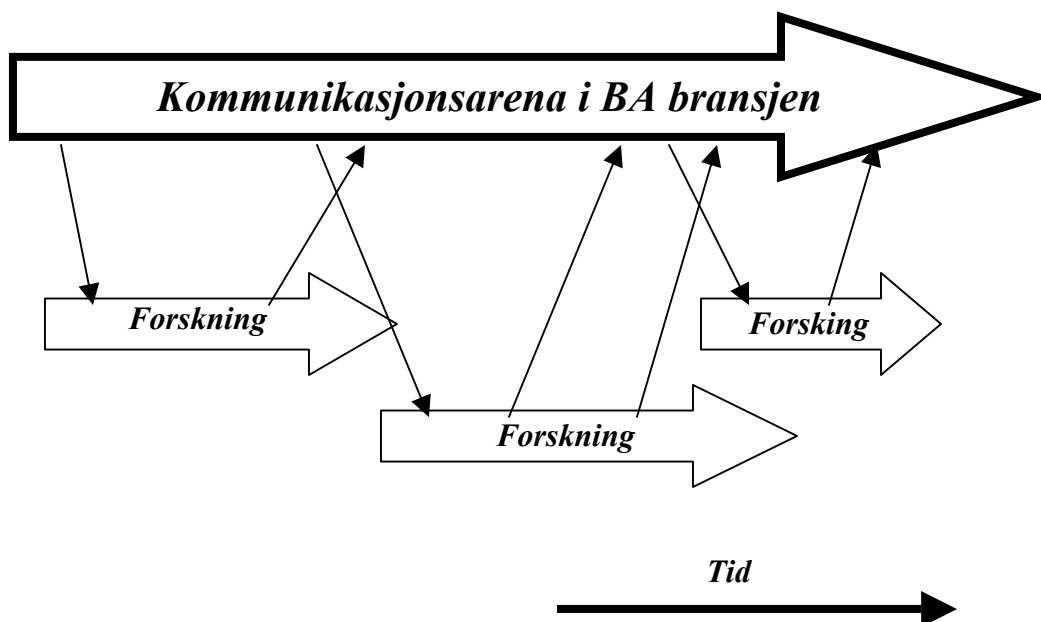 Kommunikasjonsarena i BA bransjen
Forskning
Forsking
Forskning
Tid